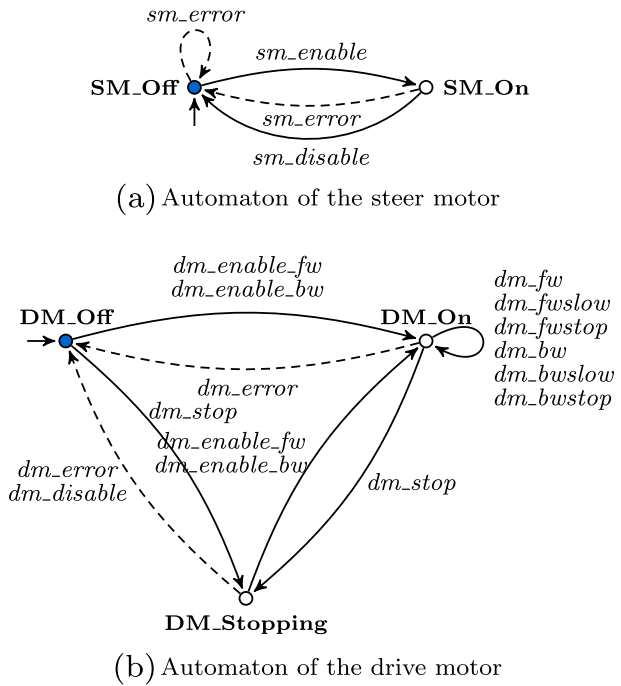 sm_error
sm_enable
SM_Off
SM_On
sm_error
sm_disable
(a) Automaton of the steer motor
dm_enable_fw
dm_enable_bw
DM_Off
DM_On
dm_fw
dm_fwslow
dm_fwstop
dm_bw
dm_bwslow
dm_bwstop
dm_error
dm_stop
dm_enable_fw
dm_enable_bw
dm_error
dm_disable
dm_stop
DM_Stopping
(b) Automaton of the drive motor